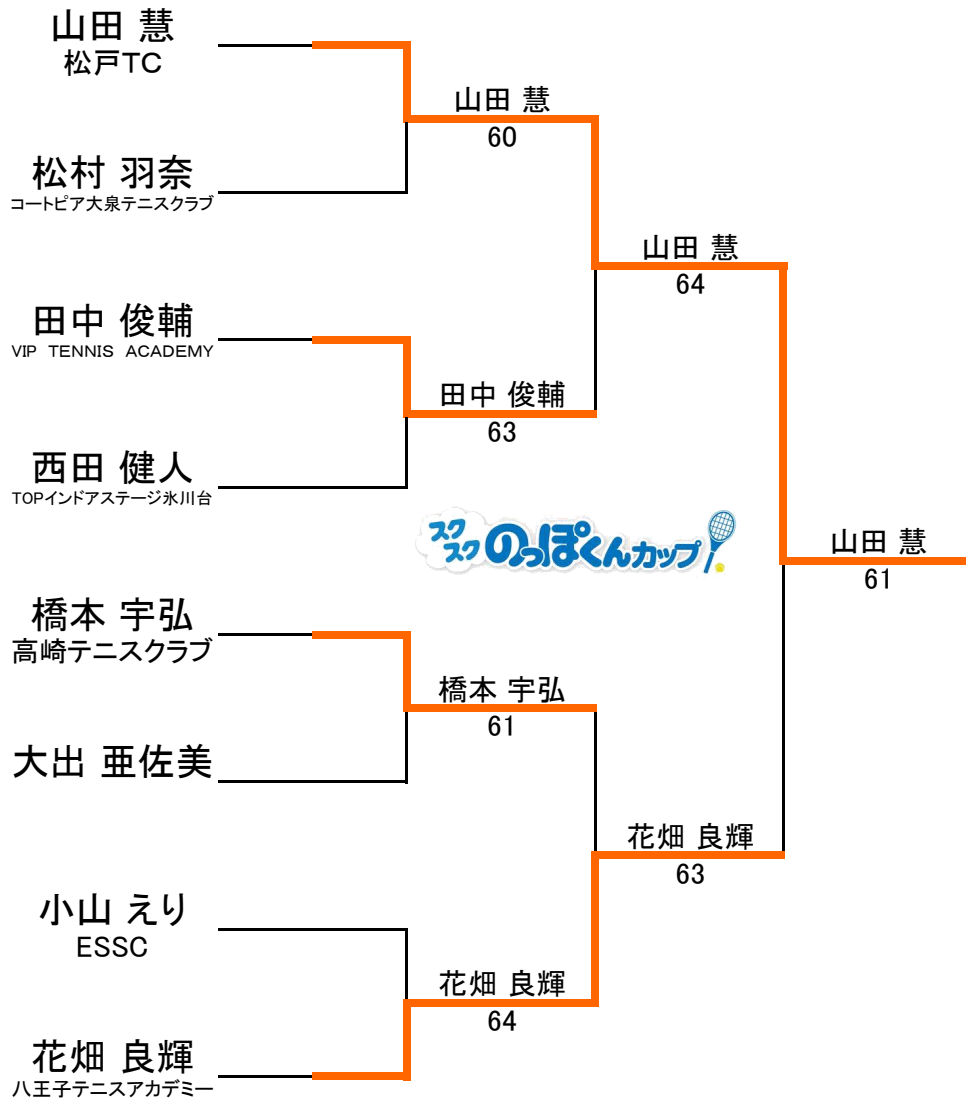 山田 慧
松戸TC
松村 羽奈
コートピア大泉テニスクラブ
田中 俊輔
VIP TENNIS ACADEMY
西田 健人
TOPインドアステージ氷川台
橋本 宇弘
高崎テニスクラブ
大出 亜佐美
小山 えり
ESSC
花畑 良輝
八王子テニスアカデミー
山田 慧
60
田中 俊輔
63
橋本 宇弘
61
花畑 良輝
64
山田 慧
64
花畑 良輝
63
スクスクのっぽくんカップ
山田 慧
61